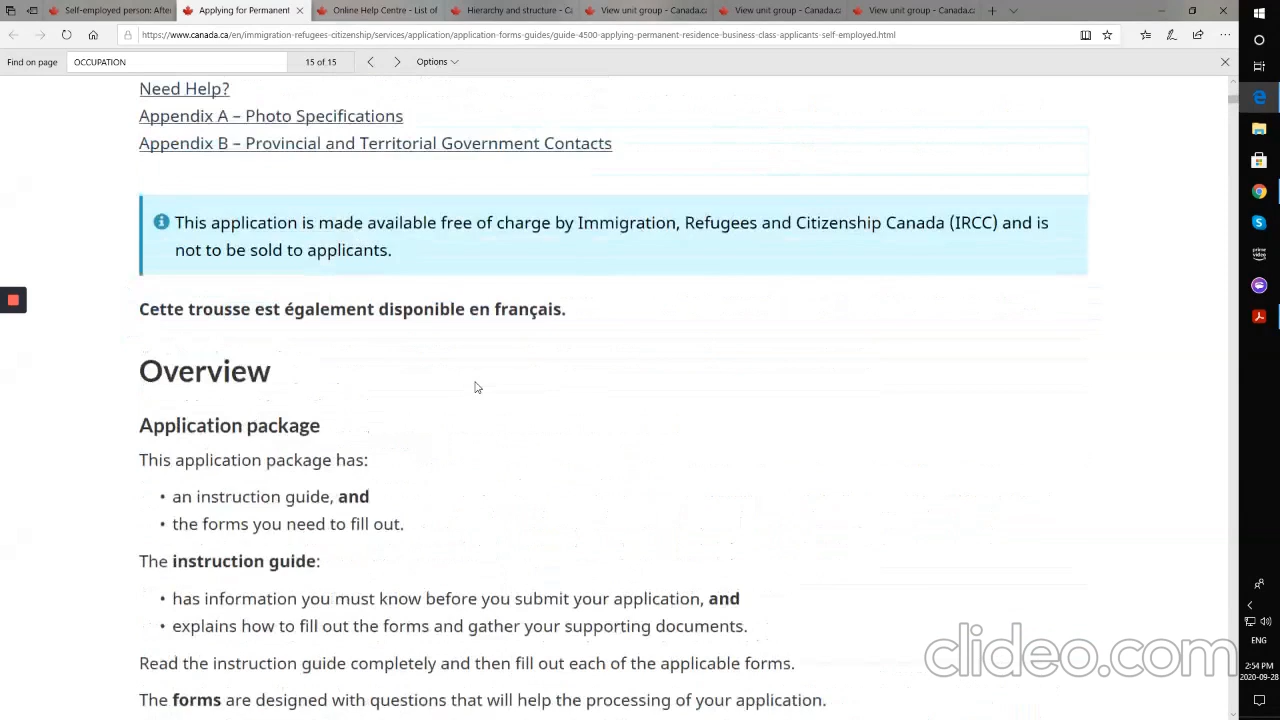 Self-employed person: After
Applying for Permanent
Online Help Centre - List of
Hierarchy and structure - Ca
View unit group - Canada.ca
View unit group - Canada.ca
View unit group - Canada.ca
https://www.canada.ca/en/immigration-refugees-citizenship/services/application/application-forms-guides/guide-4500-applying-permanent-residence-business-class-applicants-self-employed.html
Find on page OCCUPATION 15 of 15 Options
Need Help?
Appendix A – Photo Specifications
Appendix B – Provincial and Territorial Government Contacts
This application is made available free of charge by Immigration, Refugees and Citizenship Canada (IRCC) and is
not to be sold to applicants.
Cette trousse est également disponible en français.
Overview
Application package
This application package has:
• an instruction guide, and
• the forms you need to fill out.
The instruction guide:
• has information you must know before you submit your application, and
• explains how to fill out the forms and gather your supporting documents.
Read the instruction guide completely and then fill out each of the applicable forms.
The forms are designed with questions that will help the processing of your application.
clideo.com
prime video
ENG
2:54 PM
2020-09-28